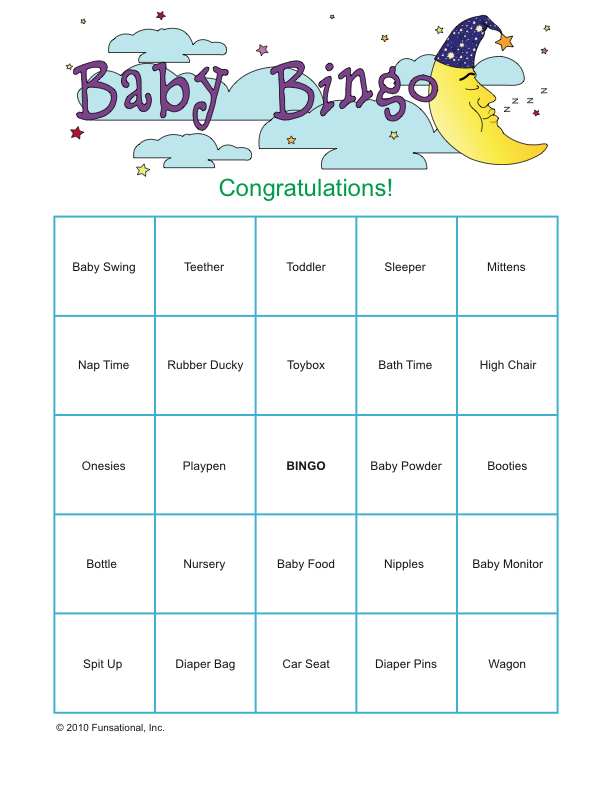 Baby Bingo
z z z z
Congratulations!
Baby Swing Teether Toddler Sleeper Mittens
Nap Time Rubber Ducky Toybox Bath Time High Chair
Onesies Playpen BINGO Baby Powder Booties
Bottle Nursery Baby Food Nipples Baby Monitor
Spit Up Diaper Bag Car Seat Diaper Pins Wagon
© 2010 Funsational, Inc.